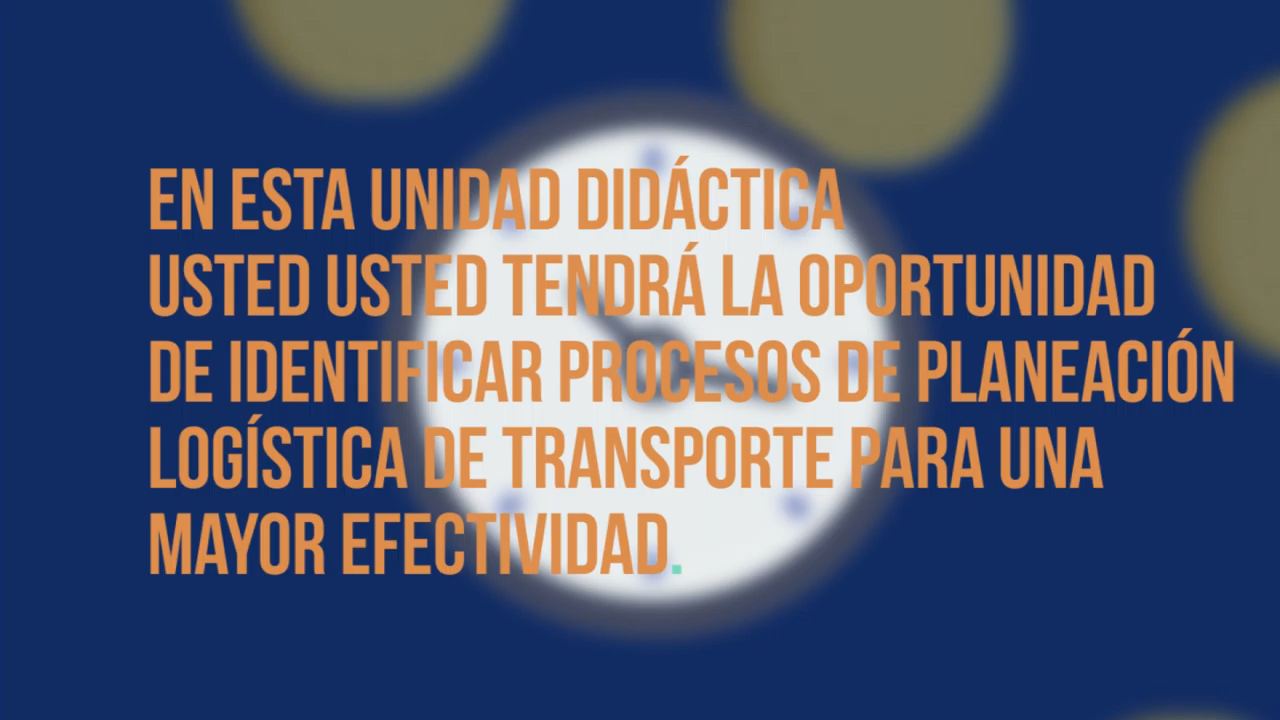 EN ESTA UNIDAD DIDÁCTICA
USTED USTED TENDRÁ LA OPORTUNIDAD
DE IDENTIFICAR PROCESOS DE PLANEACIÓN
LOGÍSTICA DE TRANSPORTE PARA UNA
MAYOR EFECTIVIDAD.